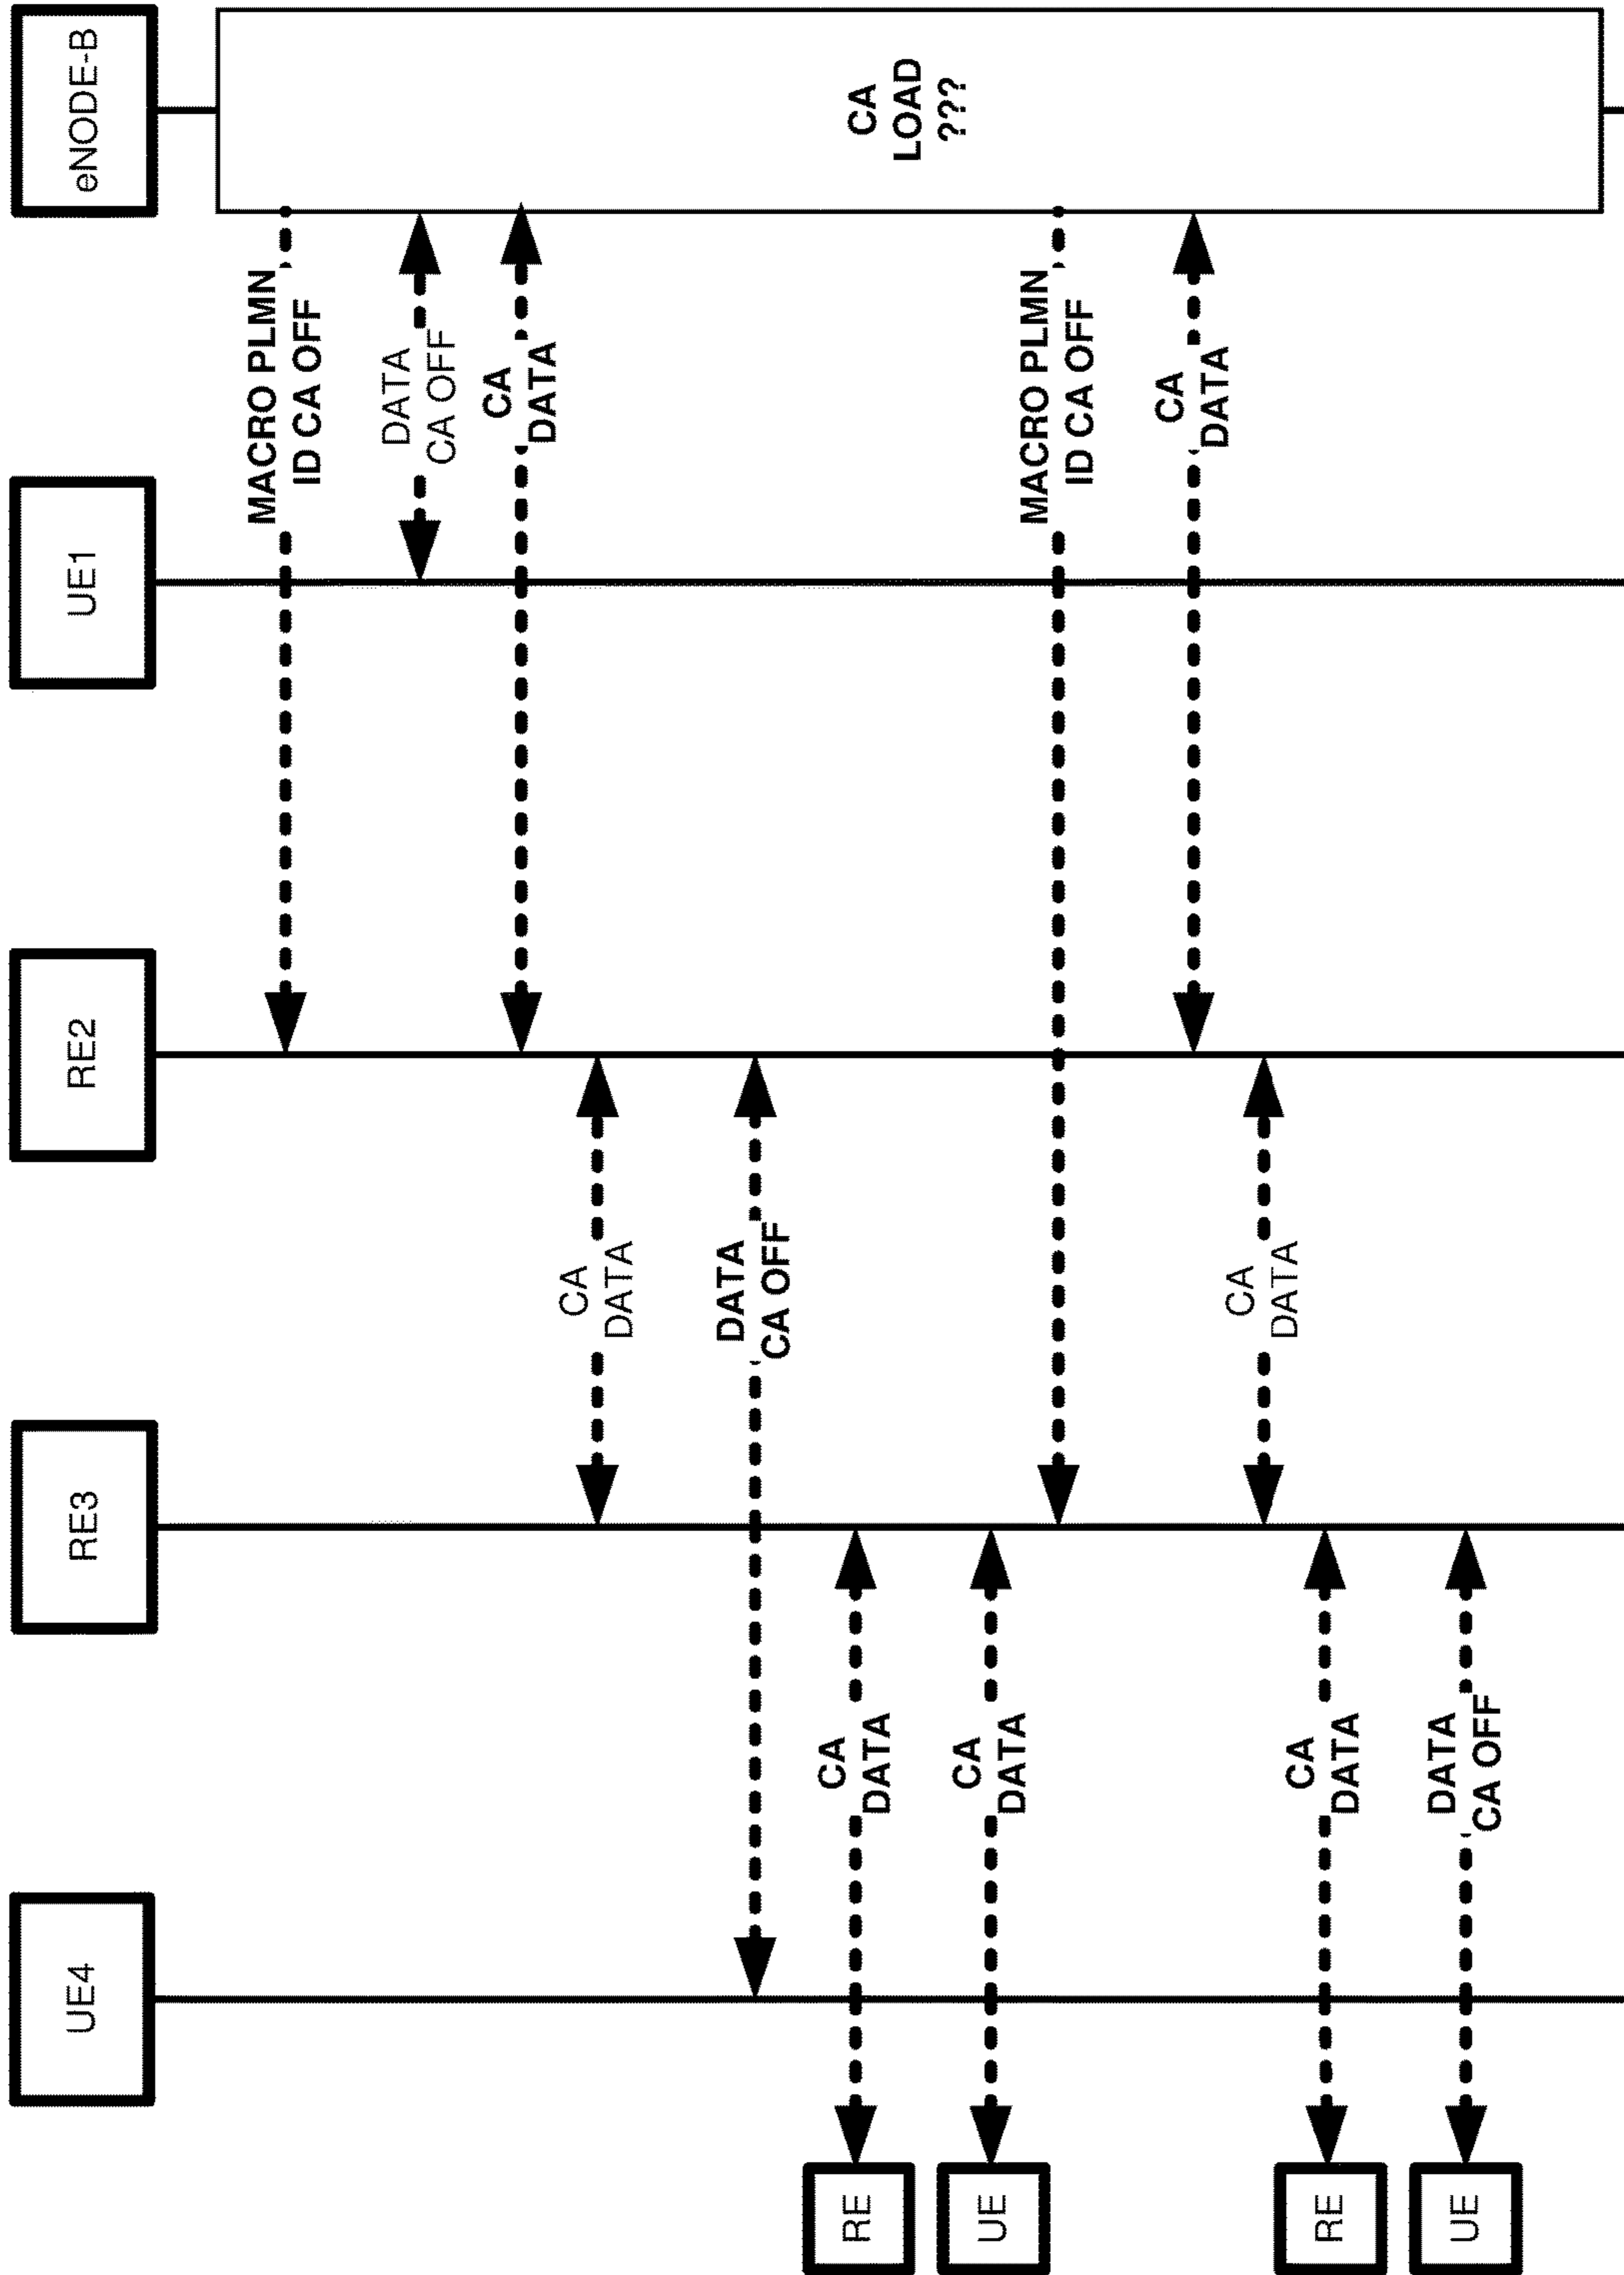 UE4
RE3
RE2
UE1
eNODE-B
CA
LOAD
???
MACRO PLMN
ID CA OFF
DATA
CA OFF
CA
DATA
CA
DATA
DATA
CA OFF
RE
CA
DATA
UE
CA
DATA
MACRO PLMN
ID CA OFF
CA
DATA
CA
DATA
RE
CA
DATA
UE
DATA
CA OFF